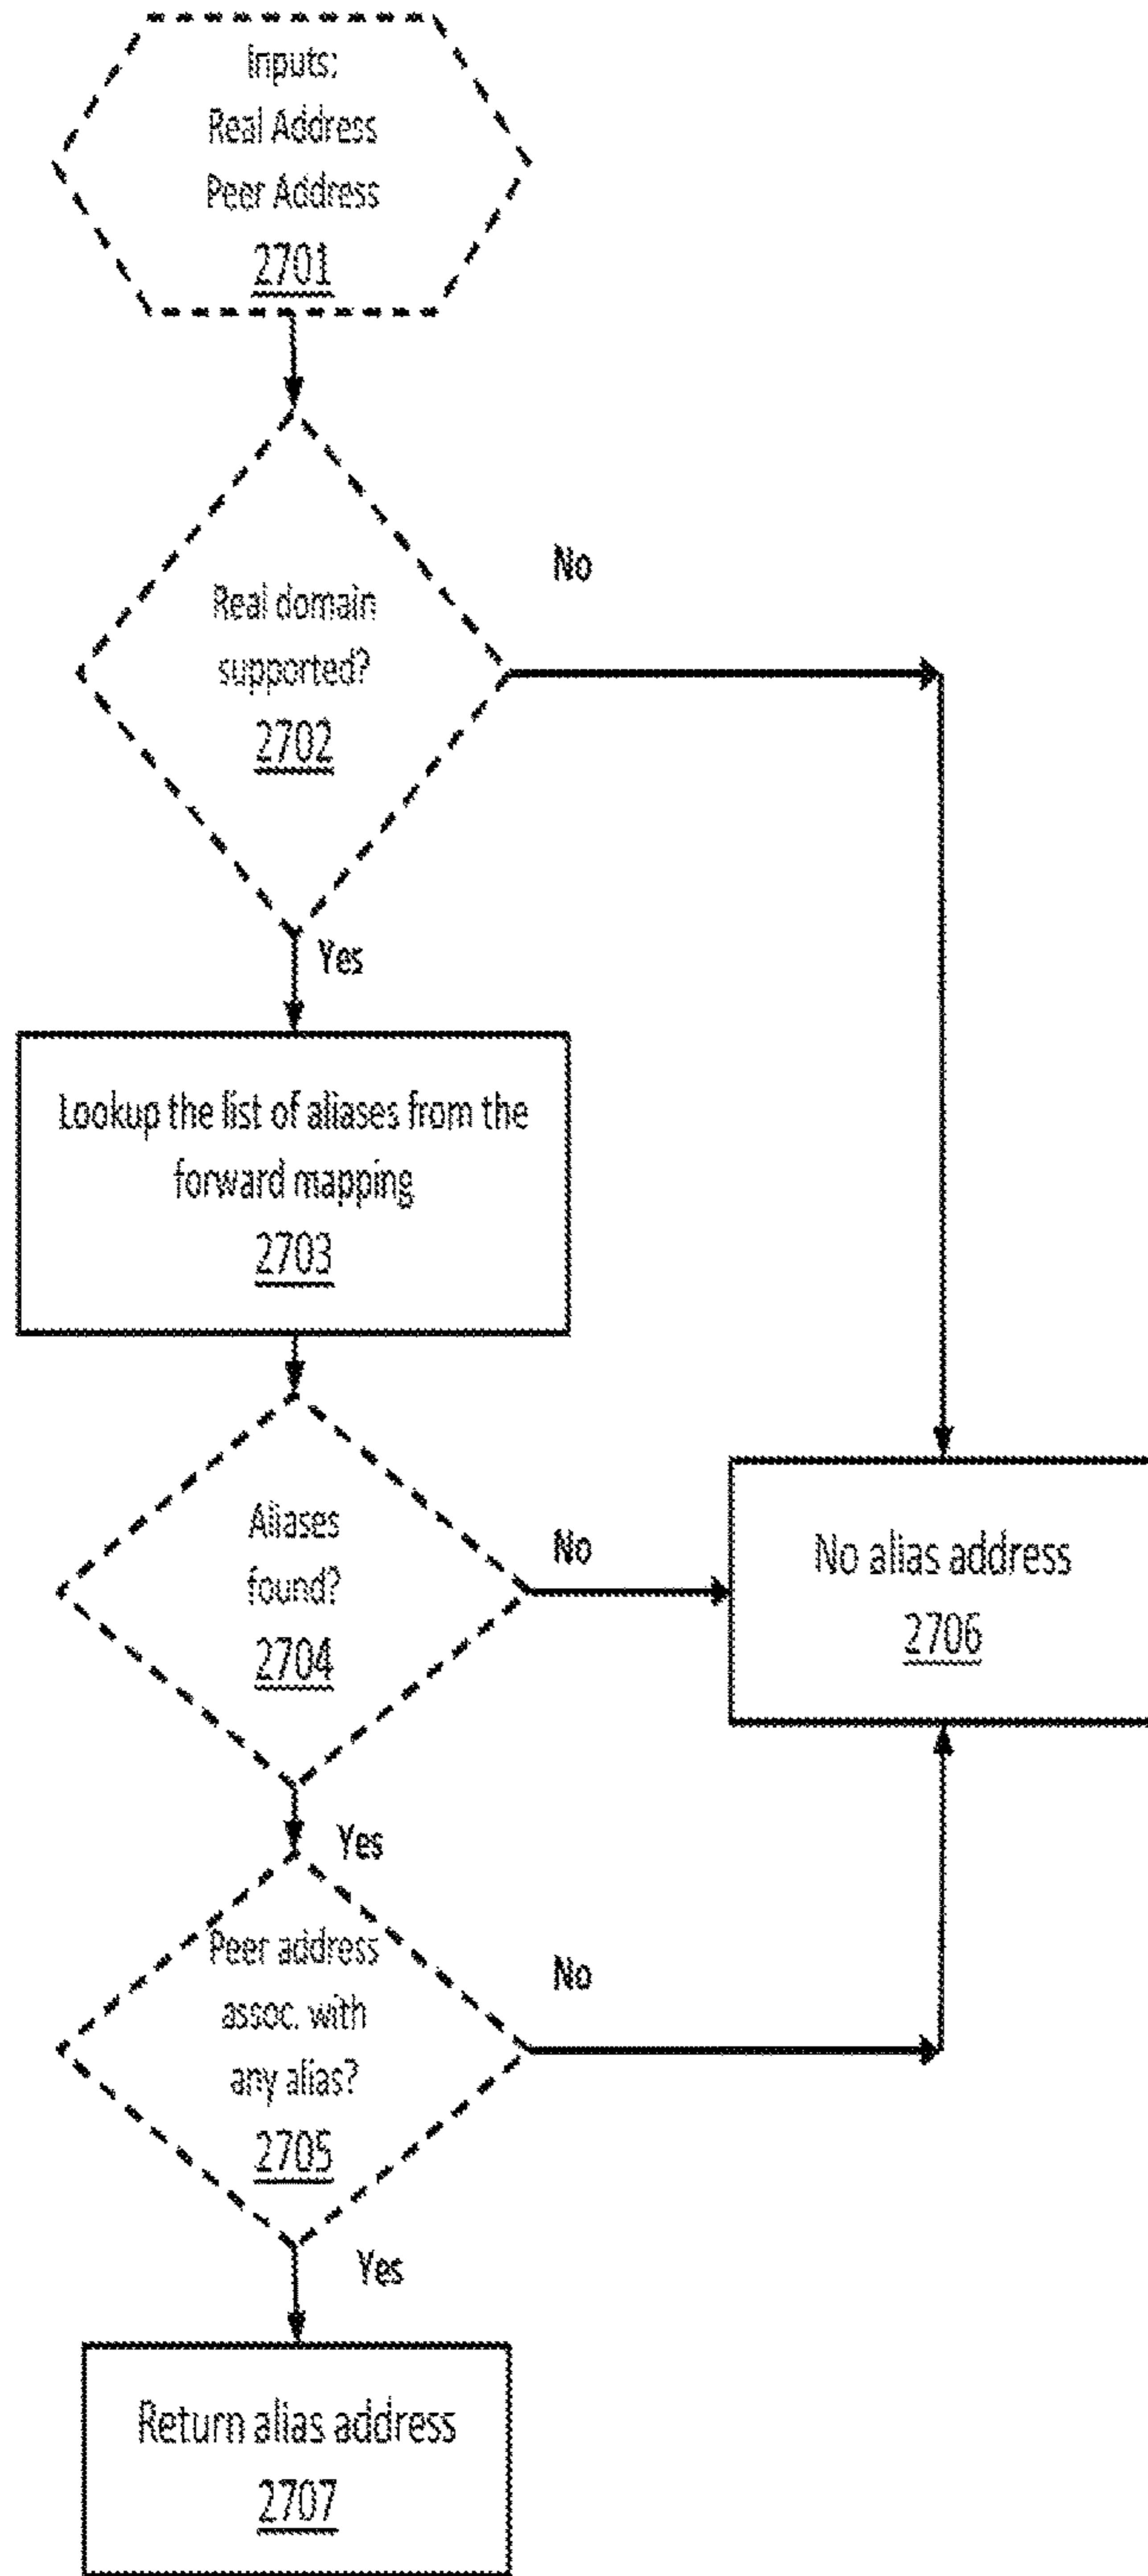 Inputs:
Real Address
Peer Address
2701
No
Real domain
supported?
2702
Yes
Lookup the list of aliases from the
forward mapping
2703
Aliases
found?
2704
No
No alias address
2706
Yes
Peer address
assoc. with
any alias?
2705
No
Yes
Return alias address
2707